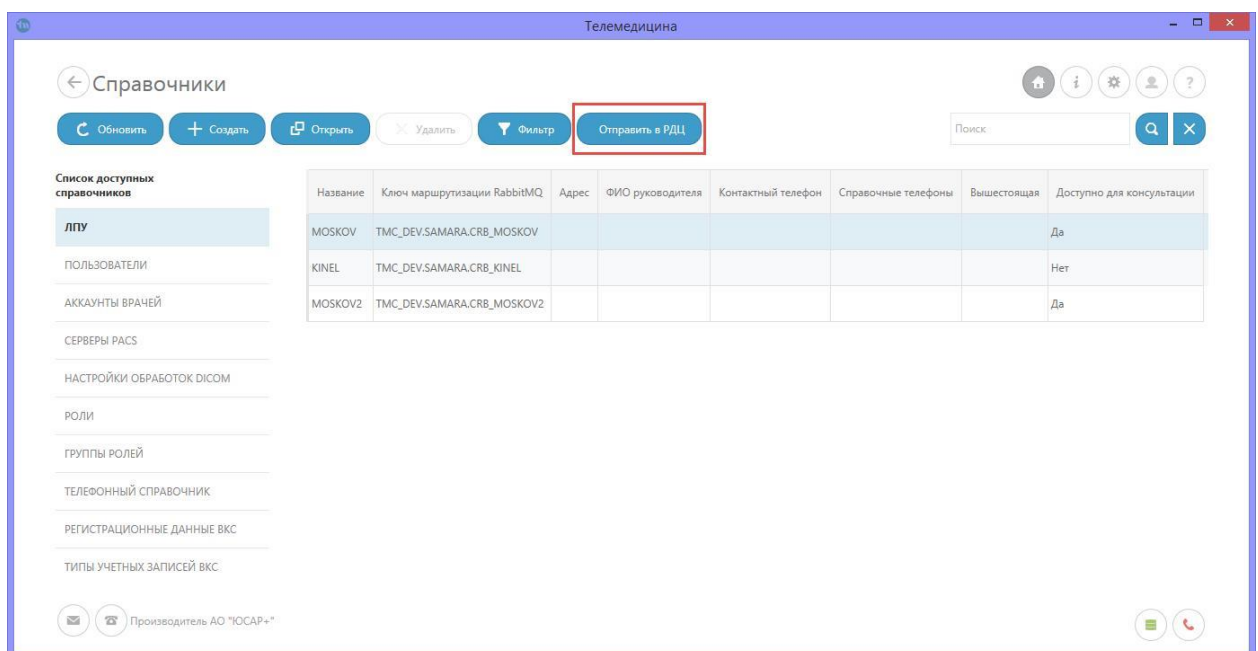 Телемедицина
Справочники
Обновить Создать Открыть Удалить Фильтр Отправить в РДЦ Поиск
Список доступных
справочников
Название Ключ маршрутизации RabbitMQ Адрес ФИО руководителя Контактный телефон Справочные телефоны Вышестоящая Доступно для консультации
ЛПУ
MOSKOV TMC_DEV.SAMARA.CRB_MOSKOV Да
ПОЛЬЗОВАТЕЛИ
KINEL TMC_DEV.SAMARA.CRB_KINEL Нет
АККАУНТЫ ВРАЧЕЙ
MOSKOV2 TMC_DEV.SAMARA.CRB_MOSKOV2 Да
СЕРВЕРЫ PACS
НАСТРОЙКИ ОБРАБОТОК DICOM
РОЛИ
ГРУППЫ РОЛЕЙ
ТЕЛЕФОННЫЙ СПРАВОЧНИК
РЕГИСТРАЦИОННЫЕ ДАННЫЕ ВКС
ТИПЫ УЧЕТНЫХ ЗАПИСЕЙ ВКС
Производитель АО "ЮСАР+"